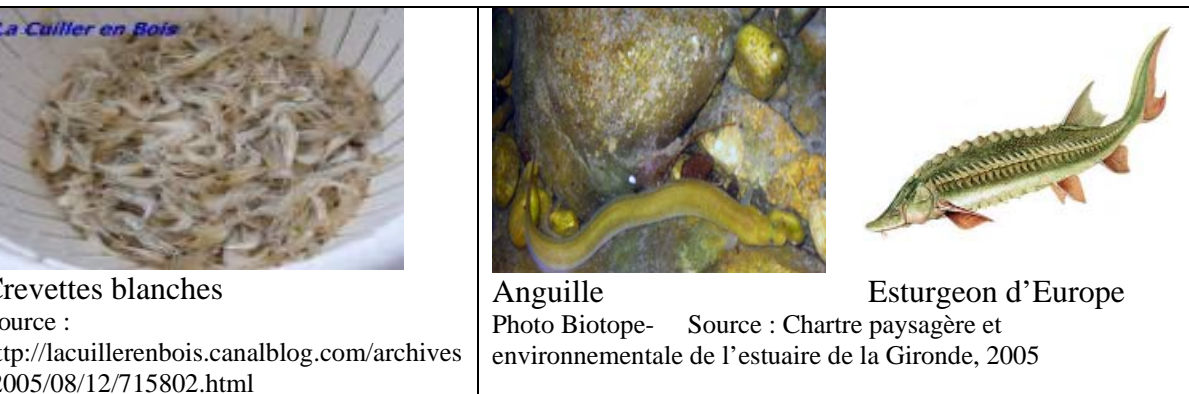 La Cuiller en Bois
Crevettes blanches
source :
http://lacuillerenbois.canalblog.com/archives
2005/08/12/715802.html
Anguille Esturgeon d’Europe
Photo Biotope- Source : Chartre paysagère et
environnementale de l’estuaire de la Gironde, 2005